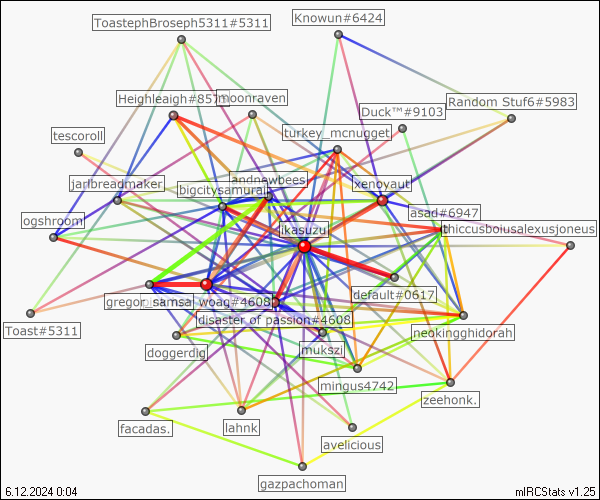 ToastephBroseph5311#5311
Knowun#6424
Heighleaigh#857
moonraven
Duck™#9103
Random Stuf6#5983
tescoroll
turkey_mcnugget
jarlbreadmaker.
bigcitysamurai
andnewbees
xenoyaut
ogshroom
asad#6947
ikasuzu
thiccusboiusalexusjoneus
gregor_samsa
woag#4608
default#0617
Toast#5311
disaster of passion#4608
neokingghidorah
doggerdig
mukszi
mingus4742
zeehonk.
facadas.
lahnk
avelicious
gazpachoman
6.12.2024 0:04
mIRCStats v1.25